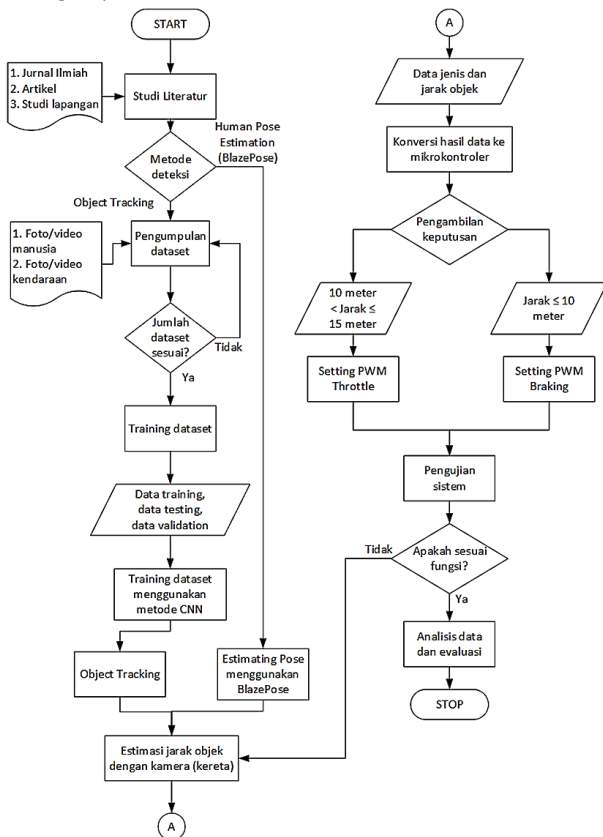 START
1. Jurnal Ilmiah
2. Artikel
3. Studi lapangan
Studi Literatur
Human Pose
Estimation
(BlazePose)
Metode
deteksi
Object Tracking
1. Foto/video
manusia
2. Foto/video
kendaraan
Pengumpulan
dataset
Jumlah
dataset
sesuai?
Tidak
Ya
Training dataset
Data training,
data testing,
data validation
Training dataset
menggunakan
metode CNN
Object Tracking
Estimating Pose
menggunakan
BlazePose
Estimasi jarak objek
dengan kamera (kereta)
A
A
Data jenis dan
jarak objek
Konversi hasil data ke
mikrokontroler
Pengambilan
keputusan
10 meter
< Jarak ≤
15 meter
Jarak ≤ 10
meter
Setting PWM
Throttle
Setting PWM
Braking
Pengujian
sistem
Tidak
Apakah sesuai
fungsi?
Ya
Analisis data
dan evaluasi
STOP